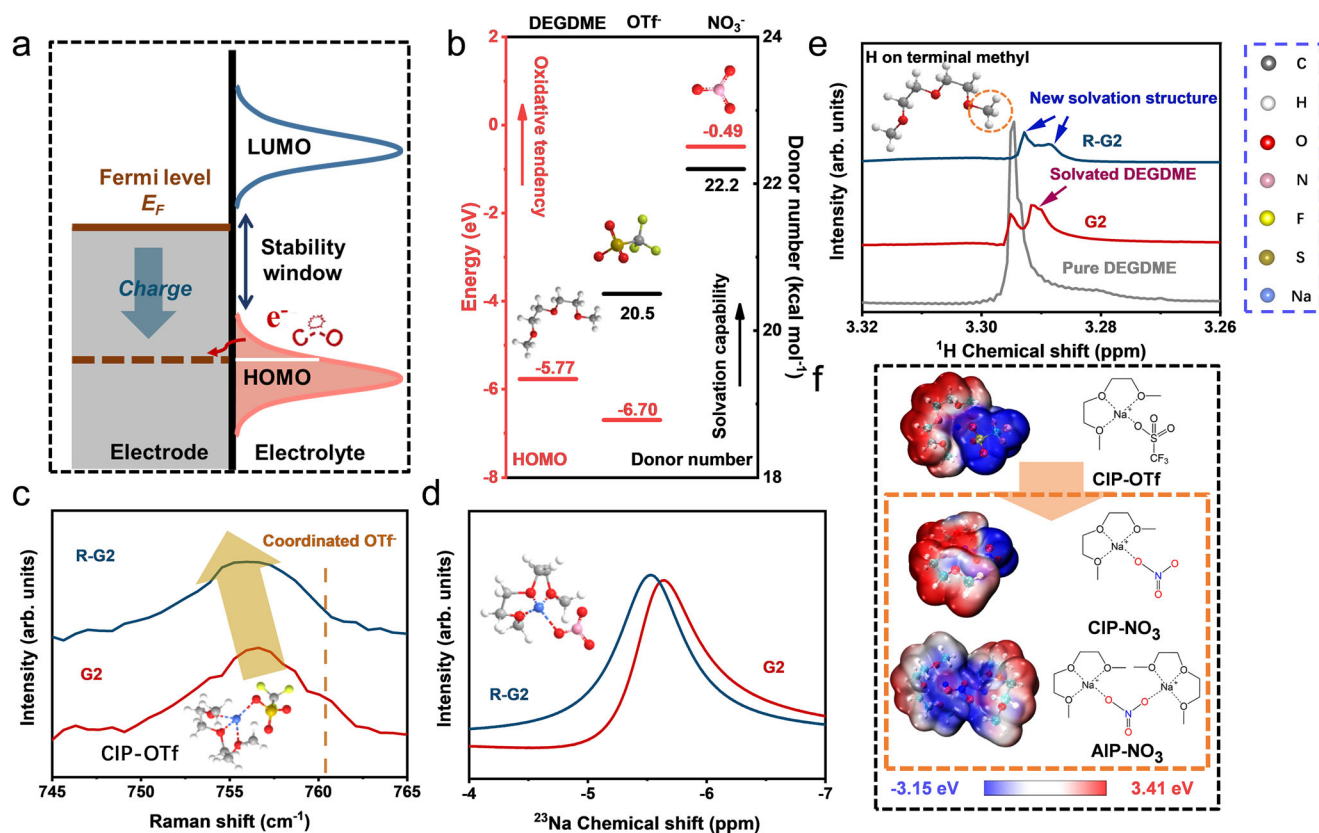 a
LUMO
Fermi level
E_F
Stability
window
Charge
e⁻
C O
HOMO
Electrode
Electrolyte
b
DEGDME OTf⁻ NO₃⁻
2
0
-2
-4
-6
-8
Energy (eV)
Oxidative tendency
-0.49
22.2
20.5
-5.77
-6.70
HOMO
Donor number
Solvation capability
24
22
20
18
Donor number (kcal mol⁻¹)
c
R-G2
Coordinated OTf⁻
G2
CIP-OTf
Intensity (arb. units)
745 750 755 760 765
Raman shift (cm⁻¹)
d
R-G2
G2
Intensity (arb. units)
-4 -5 -6 -7
²³Na Chemical shift (ppm)
e
H on terminal methyl
New solvation structure
R-G2
Solvated DEGDME
G2
Pure DEGDME
Intensity (arb. units)
3.32 3.30 3.28 3.26
¹H Chemical shift (ppm)
C
H
O
N
F
S
Na
f
O
O
O
Na⁺
O
S
O
O
CF₃
CIP-OTf
O
O
O
Na⁺
O
N
O
O
CIP-NO₃
O
O
O
Na⁺
O
O
O
Na⁺
O
N
O
O
AIP-NO₃
-3.15 eV
3.41 eV